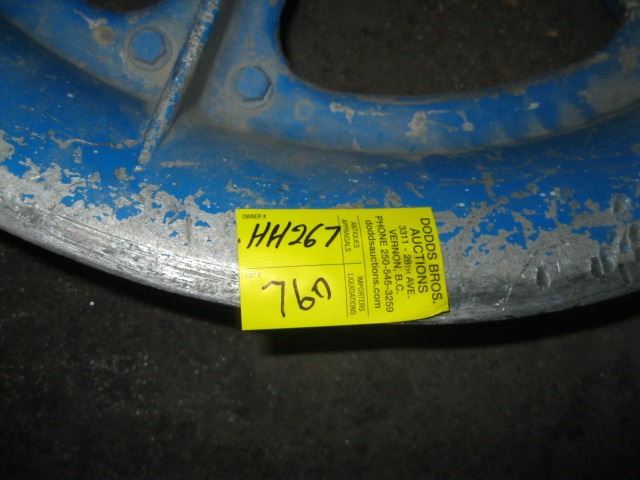 OWNER #
HH267
LOT #
760
ANTIQUES
APPRAISALS
IMPORTERS
LIQUIDATIONS
DODDS BROS.
AUCTIONS
3311 - 28th AVE.
VERNON, B.C.
PHONE 250-545-3259
doddsauctions.com